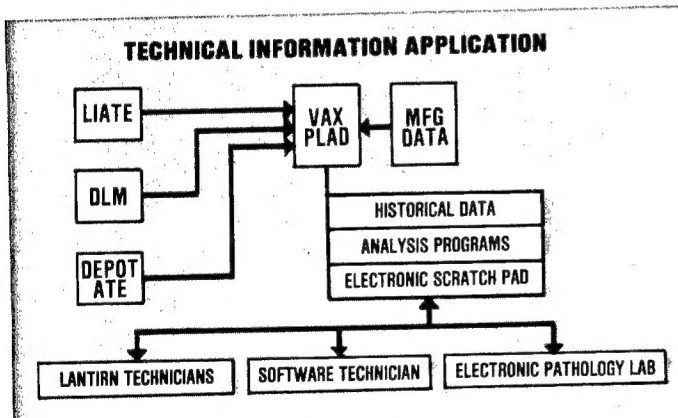 TECHNICAL INFORMATION APPLICATION
LIATE
VAX
PLAD
MFG
DATA
DLM
HISTORICAL DATA
ANALYSIS PROGRAMS
ELECTRONIC SCRATCH PAD
DEPOT
ATE
LANTIRN TECHNICIANS
SOFTWARE TECHNICIAN
ELECTRONIC PATHOLOGY LAB